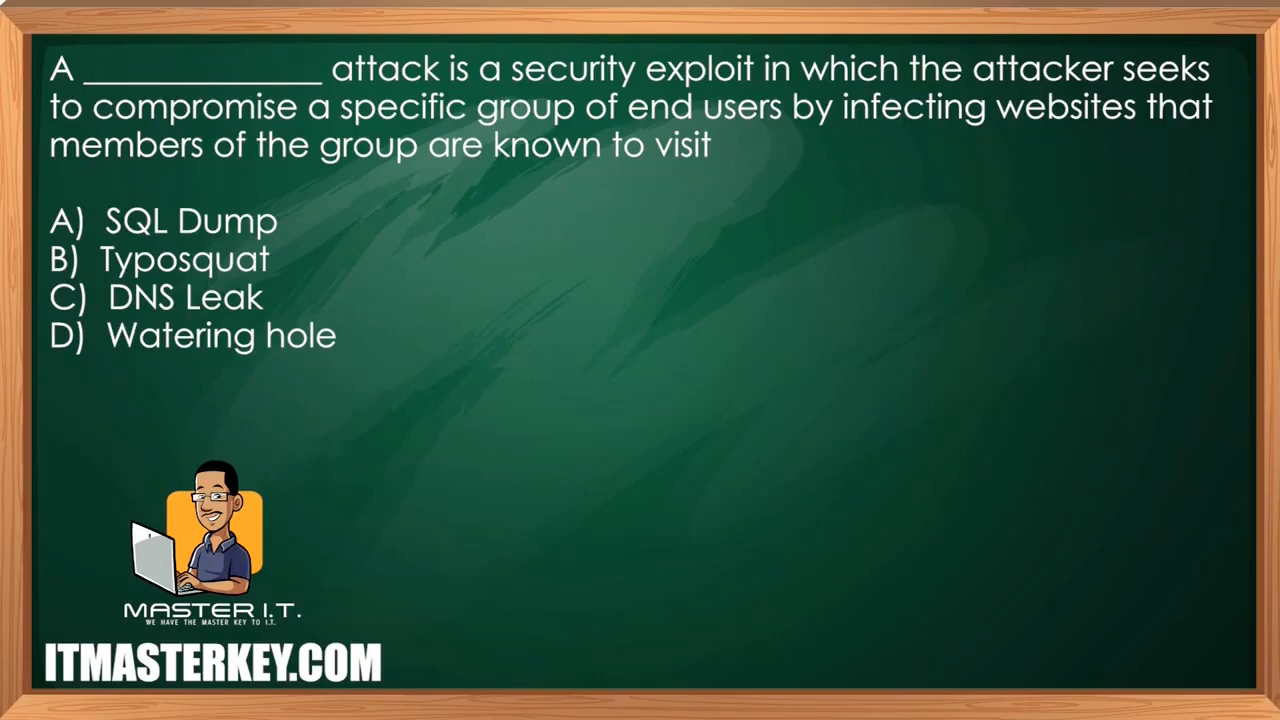 A ______________ attack is a security exploit in which the attacker seeks
to compromise a specific group of end users by infecting websites that
members of the group are known to visit
A) SQL Dump
B) Typosquat
C) DNS Leak
D) Watering hole
MASTER I.T.
WE HAVE THE MASTER KEY TO I.T.
ITMASTERKEY.COM